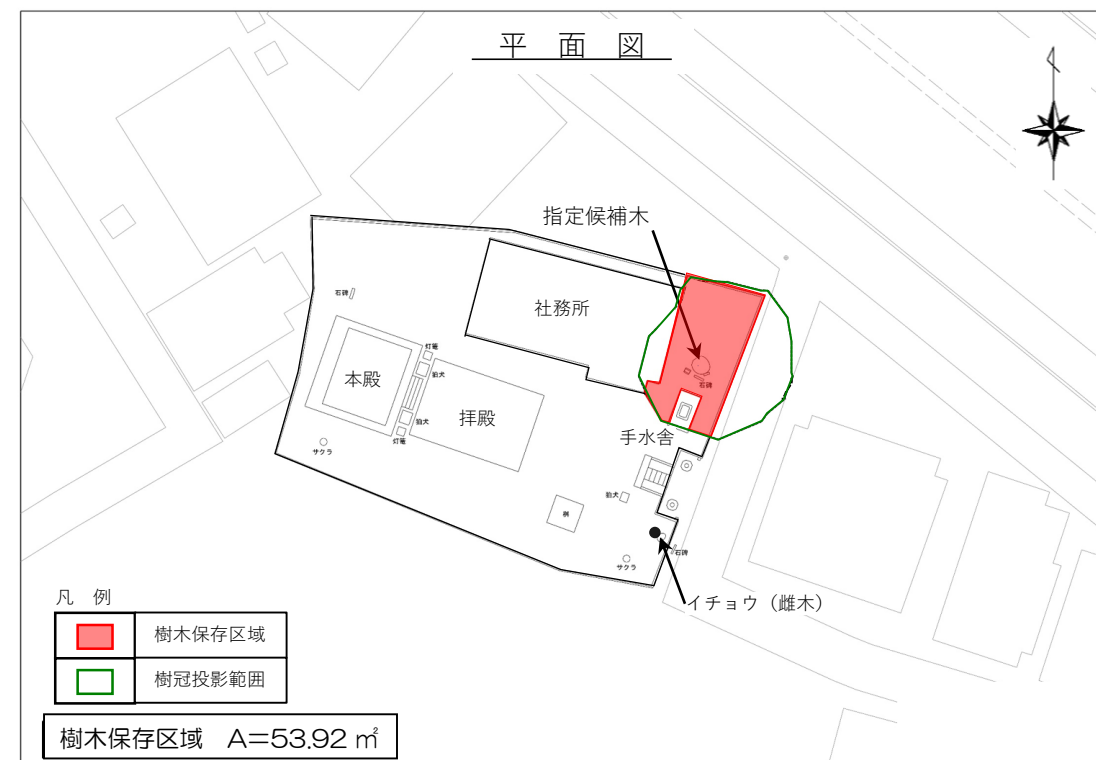 平 面 図
指定候補木
社務所
石碑
灯篭
狛犬
本殿
拝殿
石碑
狛犬
灯篭
サクラ
手水舎
狛犬
石碑
サクラ
イチョウ（雌木）
凡 例
樹木保存区域
樹冠投影範囲
樹木保存区域 A＝53.92 ㎡